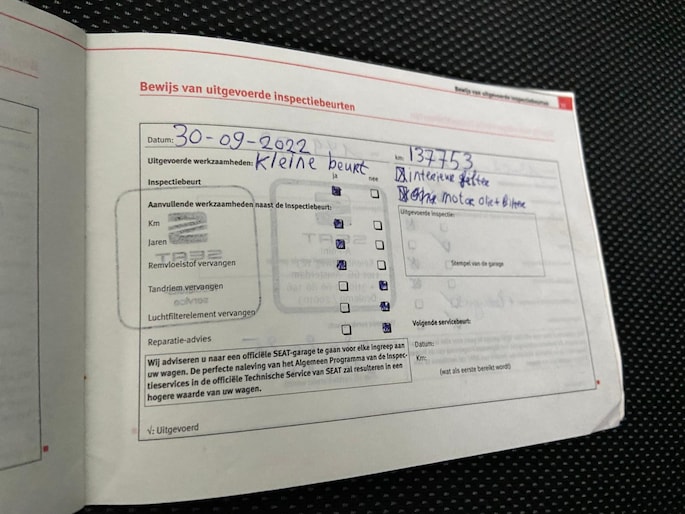 Bewijs van uitgevoerde inspectiebeurten
Bewijs van uitgevoerde inspectiebeurten
Datum: 30-09-2022
km: 137753
Uitgevoerde werkzaamheden: Kleine beurt
interieur filter
motor olie + filter
ja nee
Inspectiebeurt
Aanvullende werkzaamheden naast de Inspectiebeurt:
Km
Jaren
Remvloeistof vervangen
Tandriem vervangen
Luchtfilterelement vervangen
Reparatie-advies
Uitgevoerde inspectie:
Stempel van de garage
Volgende servicebeurt:
Datum:
Km:
(wat als eerste bereikt wordt)
Wij adviseren u naar een officiële SEAT-garage te gaan voor elke ingreep aan
uw wagen. De perfecte naleving van het Algemeen Programma van de Inspec-
tieservices in de officiële Technische Service van SEAT zal resulteren in een
hogere waarde van uw wagen.
√: Uitgevoerd
SEAT